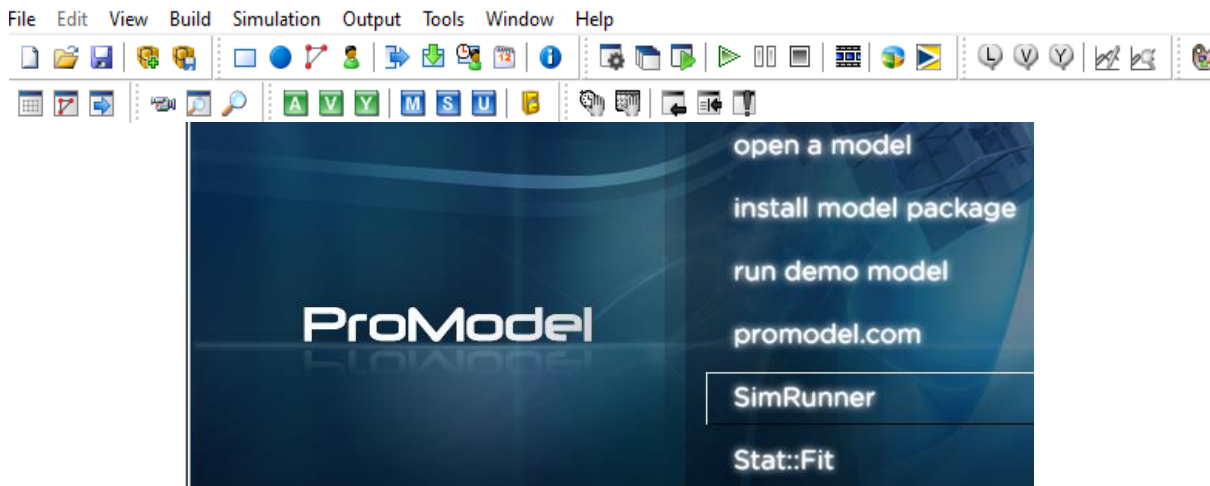 File Edit View Build Simulation Output Tools Window Help
12 L V Y
A V Y M S U
open a model
install model package
run demo model
ProModel
promodel.com
SimRunner
Stat::Fit